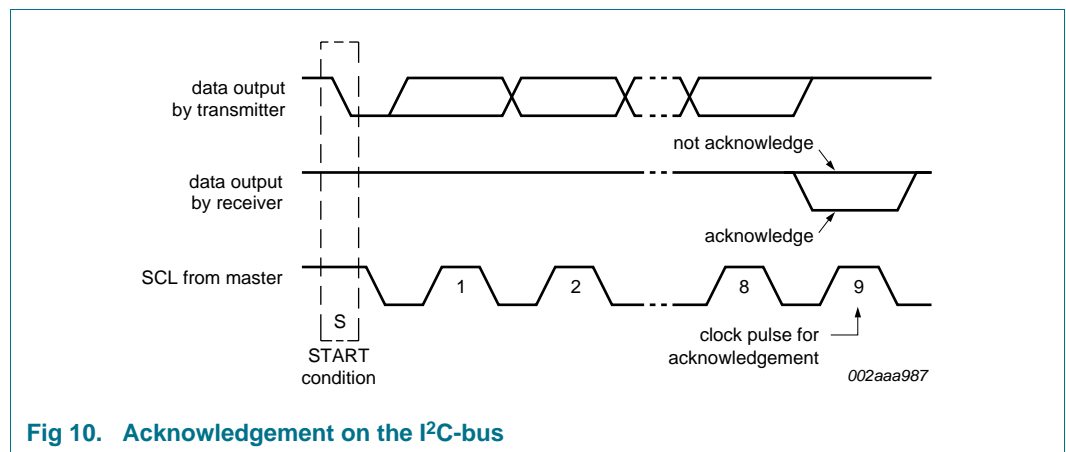 data output
by transmitter
not acknowledge
data output
by receiver
acknowledge
SCL from master
1
2
8
9
S
START
condition
clock pulse for
acknowledgement
002aaa987
Fig 10. Acknowledgement on the I²C-bus